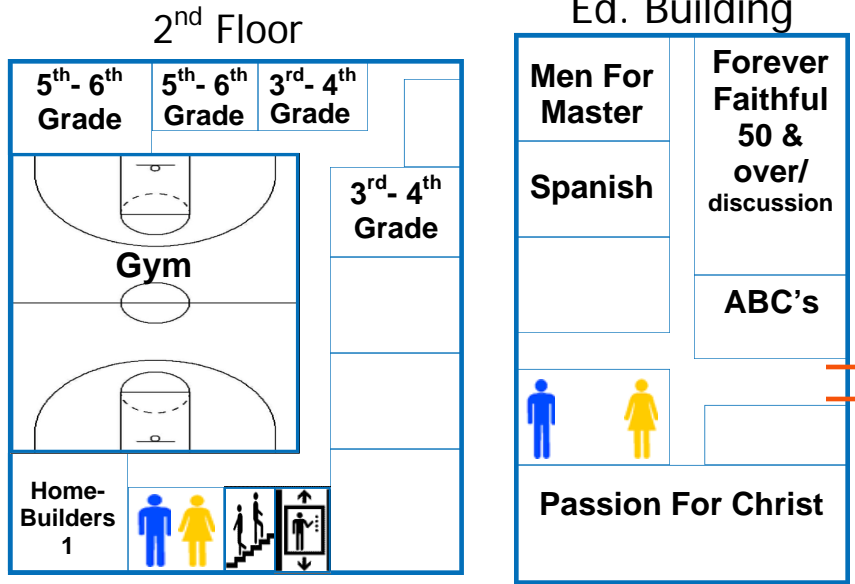 2nd Floor
5th- 6th
Grade
5th- 6th
Grade
3rd- 4th
Grade
3rd- 4th
Grade
Gym
Home-
Builders
1
Ed. Building
Men For
Master
Forever
Faithful
50 &
over/
discussion
Spanish
ABC's
Passion For Christ